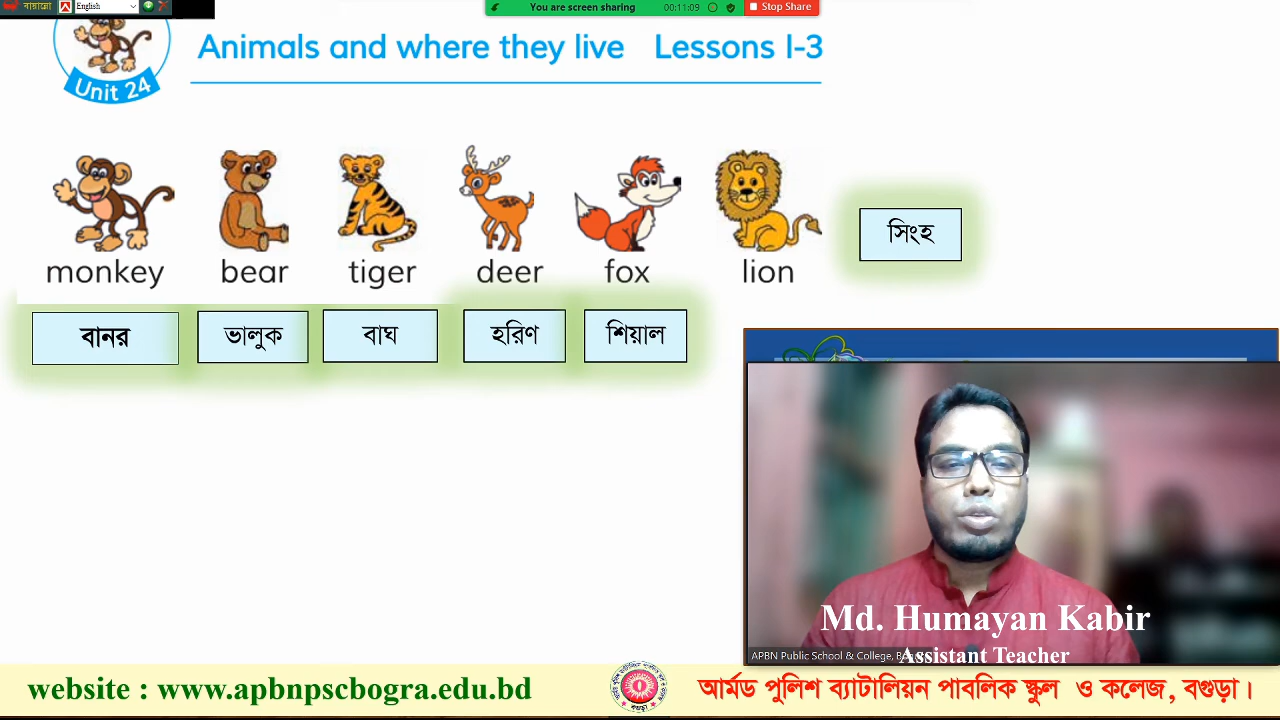 বায়ান্নো English You are screen sharing 00:11:09 Stop Share
Animals and where they live Lessons 1-3
Unit 24
monkey bear tiger deer fox lion
সিংহ
বানর ভালুক বাঘ হরিণ শিয়াল
Md. Humayan Kabir
APBN Public School & College,
Assistant Teacher
website : www.apbnpscbogra.edu.bd
আর্মড পুলিশ ব্যাটালিয়ন পাবলিক স্কুল ও কলেজ, বগুড়া।